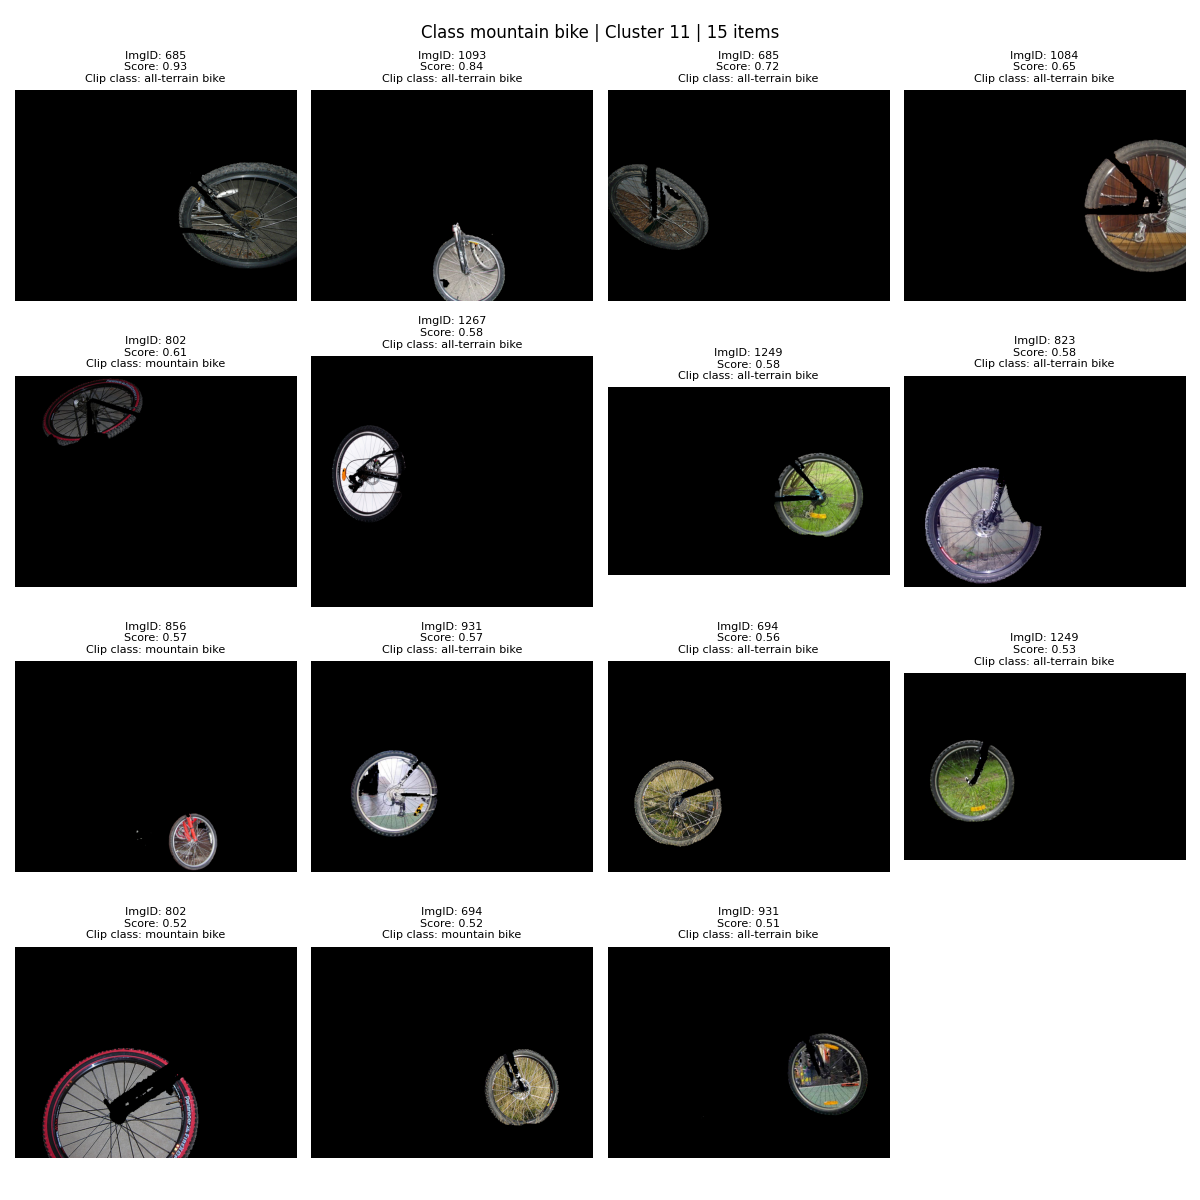 Class mountain bike | Cluster 11 | 15 items
ImgID: 685
Score: 0.93
Clip class: all-terrain bike
ImgID: 1093
Score: 0.84
Clip class: all-terrain bike
ImgID: 685
Score: 0.72
Clip class: all-terrain bike
ImgID: 1084
Score: 0.65
Clip class: all-terrain bike
ImgID: 802
Score: 0.61
Clip class: mountain bike
ImgID: 1267
Score: 0.58
Clip class: all-terrain bike
ImgID: 1249
Score: 0.58
Clip class: all-terrain bike
ImgID: 823
Score: 0.58
Clip class: all-terrain bike
ImgID: 856
Score: 0.57
Clip class: mountain bike
ImgID: 931
Score: 0.57
Clip class: all-terrain bike
ImgID: 694
Score: 0.56
Clip class: all-terrain bike
ImgID: 1249
Score: 0.53
Clip class: all-terrain bike
ImgID: 802
Score: 0.52
Clip class: mountain bike
ImgID: 694
Score: 0.52
Clip class: mountain bike
ImgID: 931
Score: 0.51
Clip class: all-terrain bike